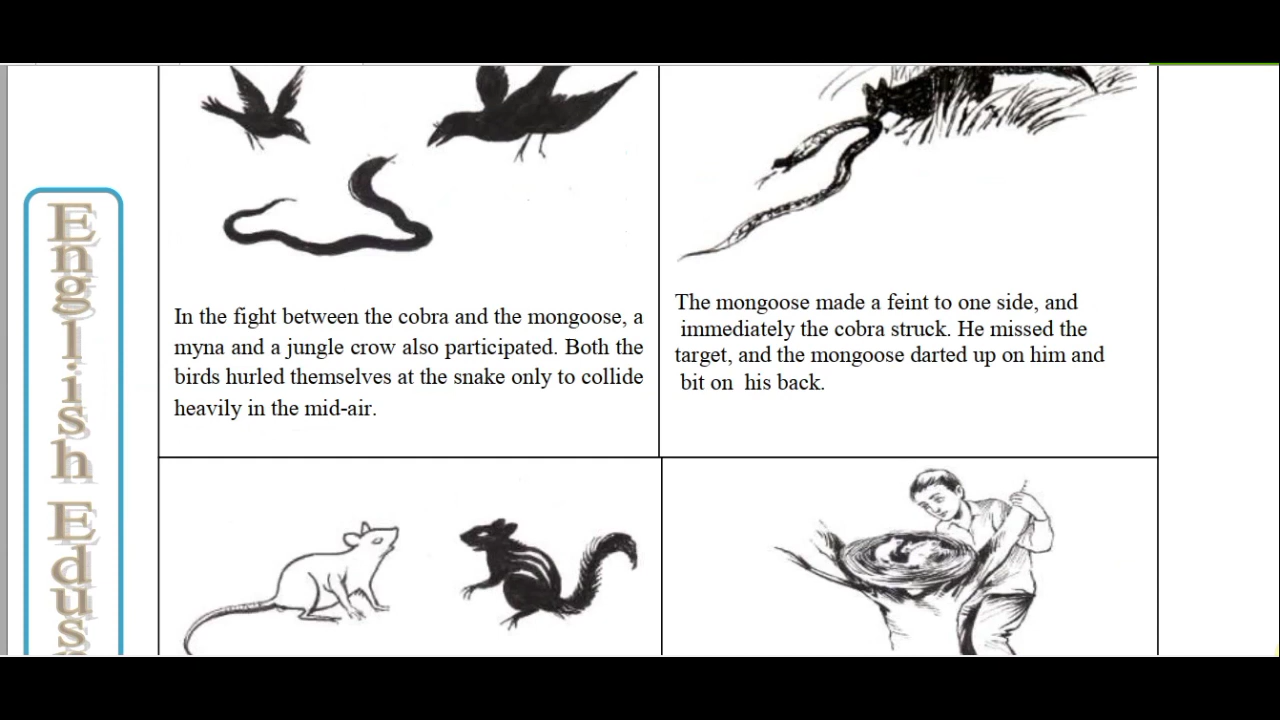 English Edus
In the fight between the cobra and the mongoose, a
myna and a jungle crow also participated. Both the
birds hurled themselves at the snake only to collide
heavily in the mid-air.
The mongoose made a feint to one side, and
immediately the cobra struck. He missed the
target, and the mongoose darted up on him and
bit on his back.